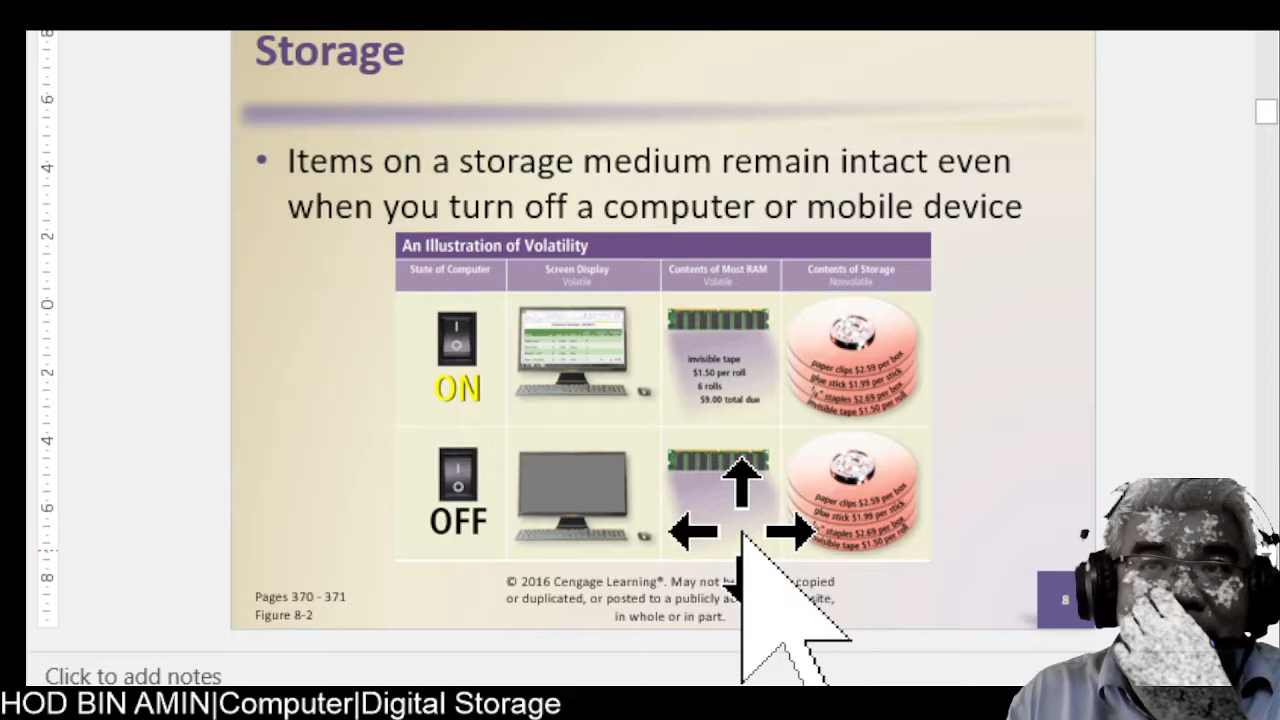 Storage
• Items on a storage medium remain intact even
when you turn off a computer or mobile device
An Illustration of Volatility
State of Computer
Screen Display
Volatile
Contents of Most RAM
Volatile
Contents of Storage
Nonvolatile
ON
invisible tape
$1.50 per roll
6 rolls
$9.00 total due
paper clips $2.59 per box
glue stick $1.99 per stick
staples $2.69 per box
invisible tape $1.50 per roll
OFF
paper clips $2.59 per box
glue stick $1.99 per stick
staples $2.69 per box
invisible tape $1.50 per roll
Pages 370 - 371
Figure 8-2
© 2016 Cengage Learning®. May not copied
or duplicated, or posted to a publicly
in whole or in part.
8
Click to add notes
HOD BIN AMIN|Computer|Digital Storage